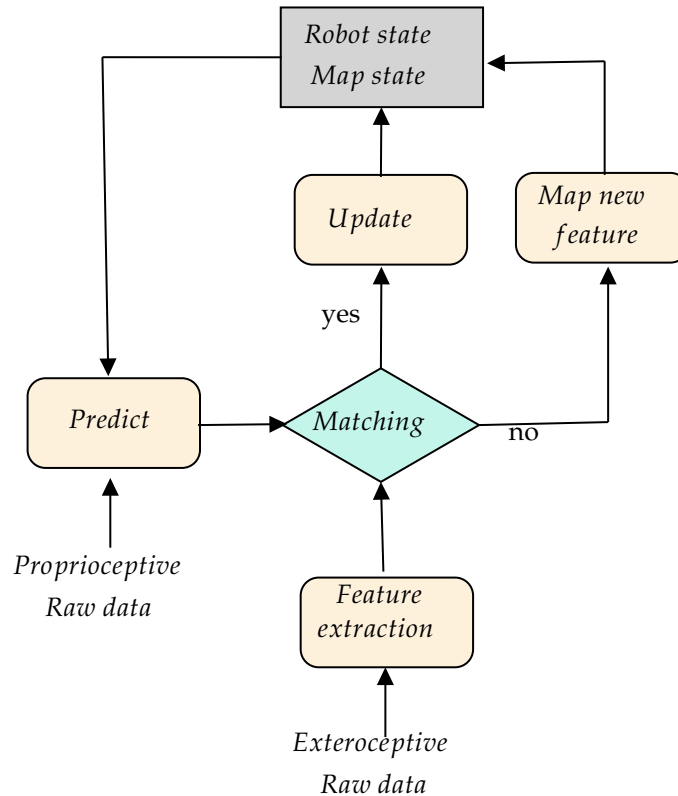 Robot state
Map state
Update
Map new
feature
yes
Predict
Matching
no
Proprioceptive
Raw data
Feature
extraction
Exteroceptive
Raw data